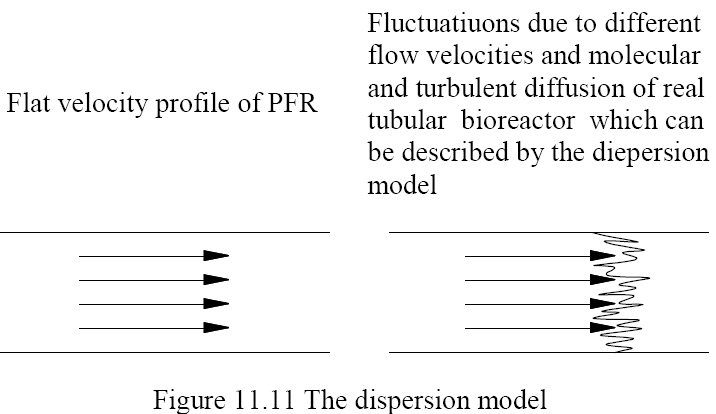 Flat velocity profile of PFR
Fluctuatiuons due to different
flow velocities and molecular
and turbulent diffusion of real
tubular bioreactor which can
be described by the diepersion
model
Figure 11.11 The dispersion model